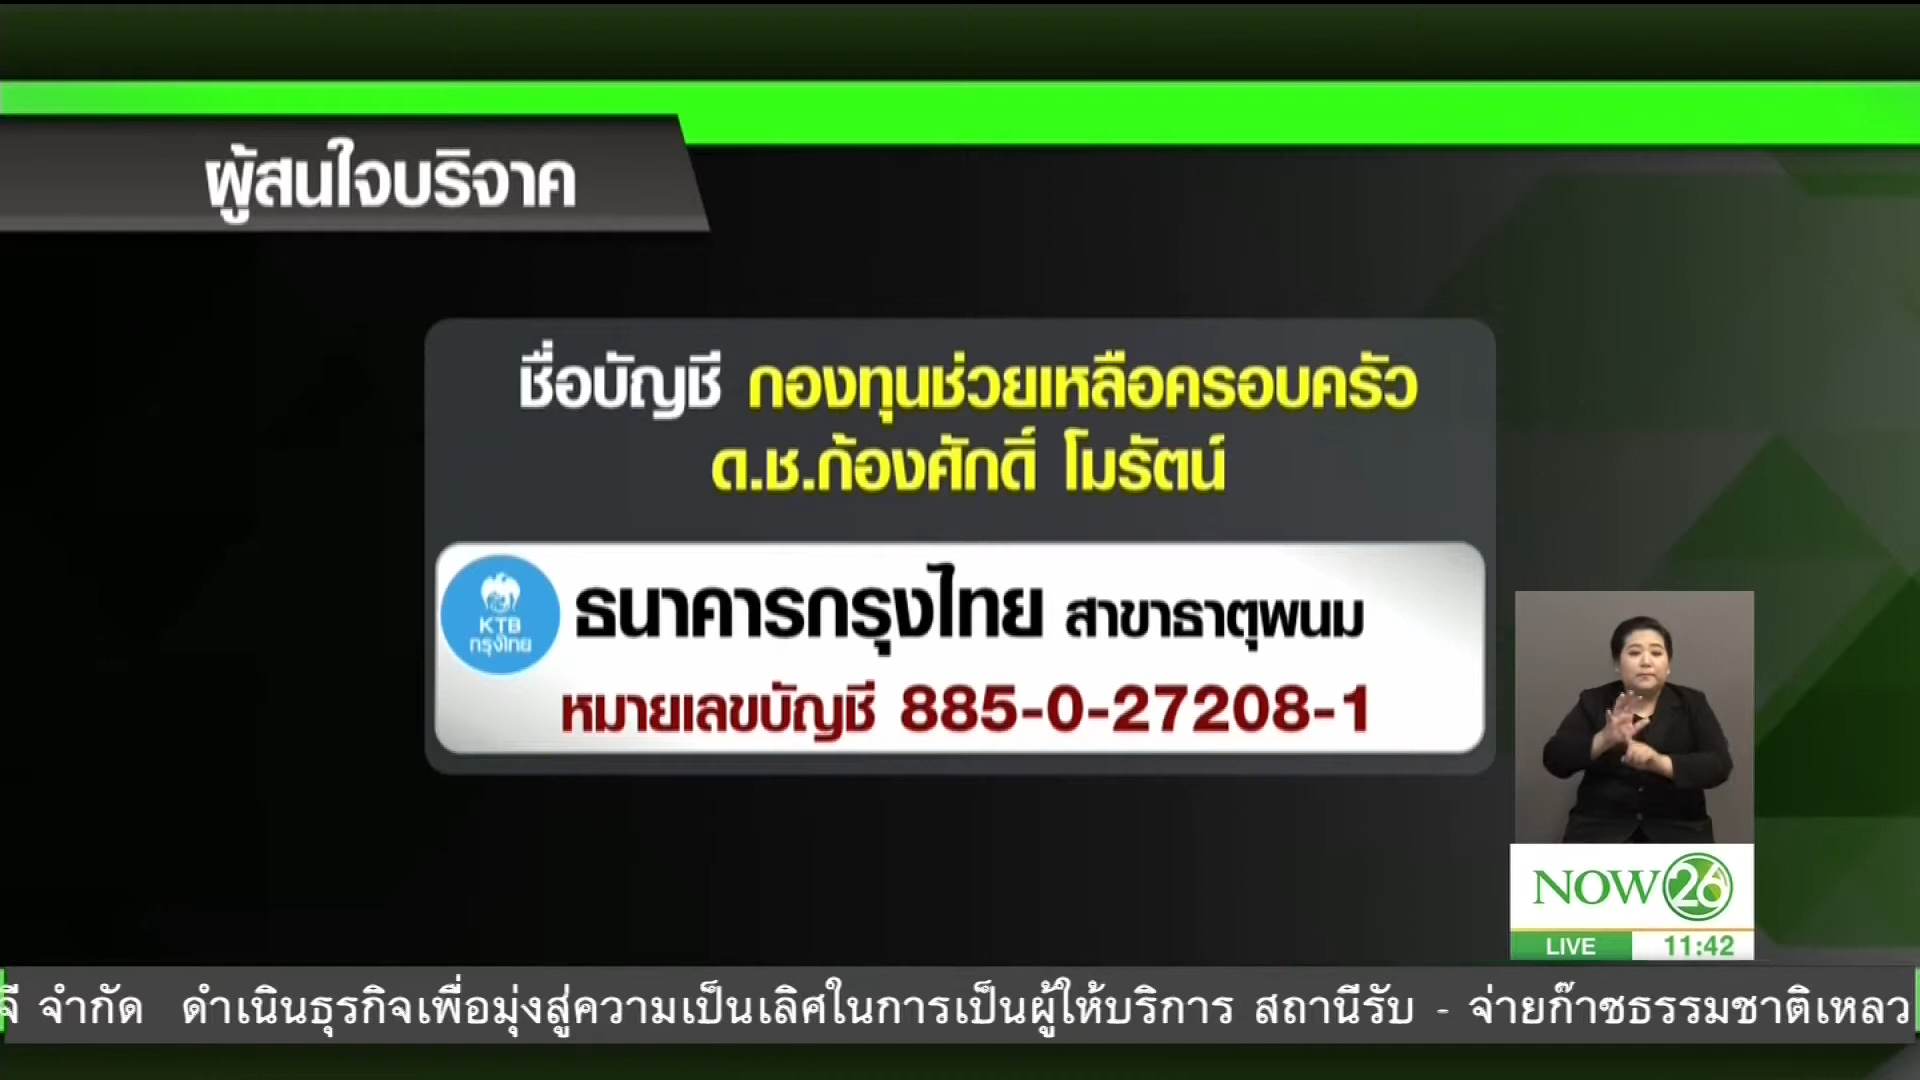 ผู้สนใจบริจาค
ชื่อบัญชี กองทุนช่วยเหลือครอบครัว
ด.ช.ก้องศักดิ์ โมรัตน์
KTB
กรุงไทย
ธนาคารกรุงไทย สาขาธาตุพนม
หมายเลขบัญชี 885-0-27208-1
NOW26
LIVE 11:42
จี จำกัด ดำเนินธุรกิจเพื่อมุ่งสู่ความเป็นเลิศในการเป็นผู้ให้บริการ สถานีรับ - จ่ายก๊าซธรรมชาติเหลว